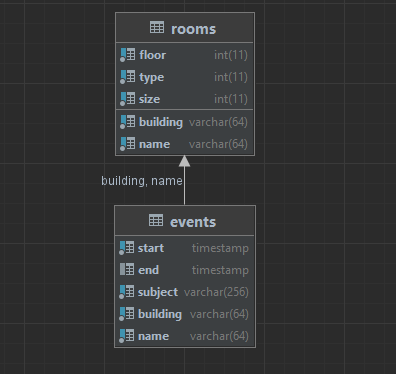 rooms
floor int(11)
type int(11)
size int(11)
building varchar(64)
name varchar(64)
building, name
events
start timestamp
end timestamp
subject varchar(256)
building varchar(64)
name varchar(64)